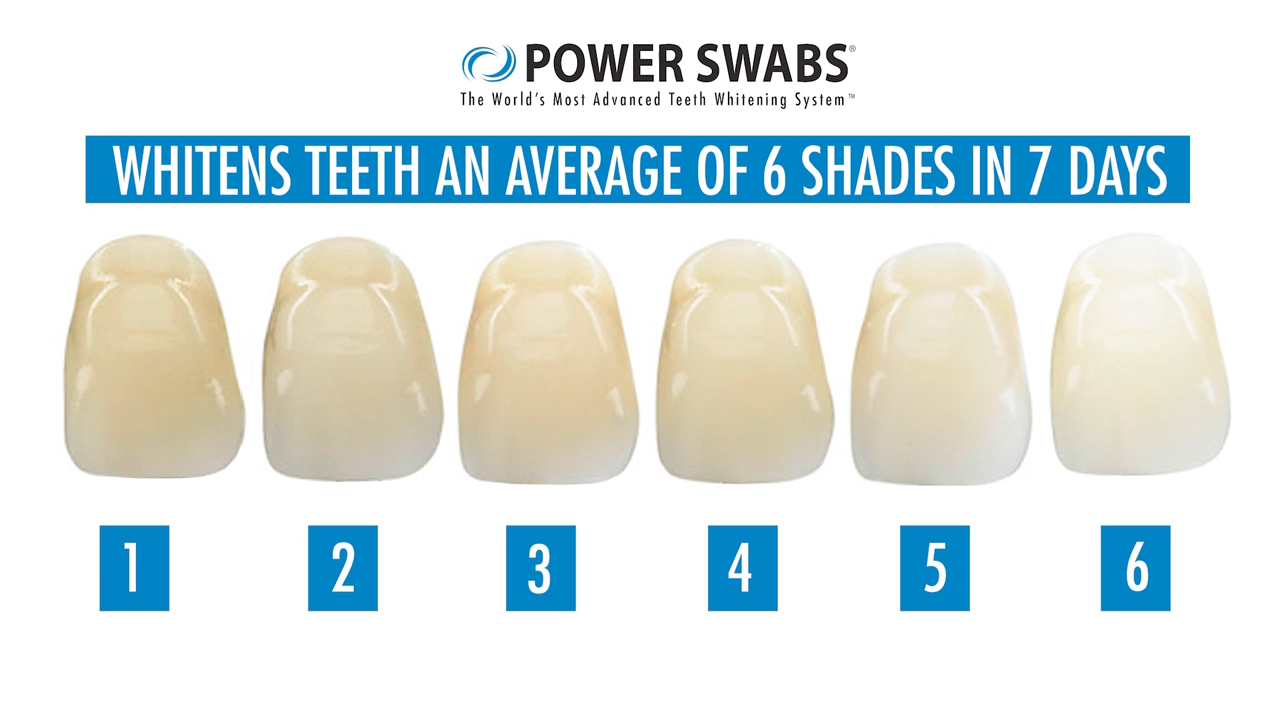 POWER SWABS®
The World's Most Advanced Teeth Whitening System™
WHITENS TEETH AN AVERAGE OF 6 SHADES IN 7 DAYS
1 2 3 4 5 6